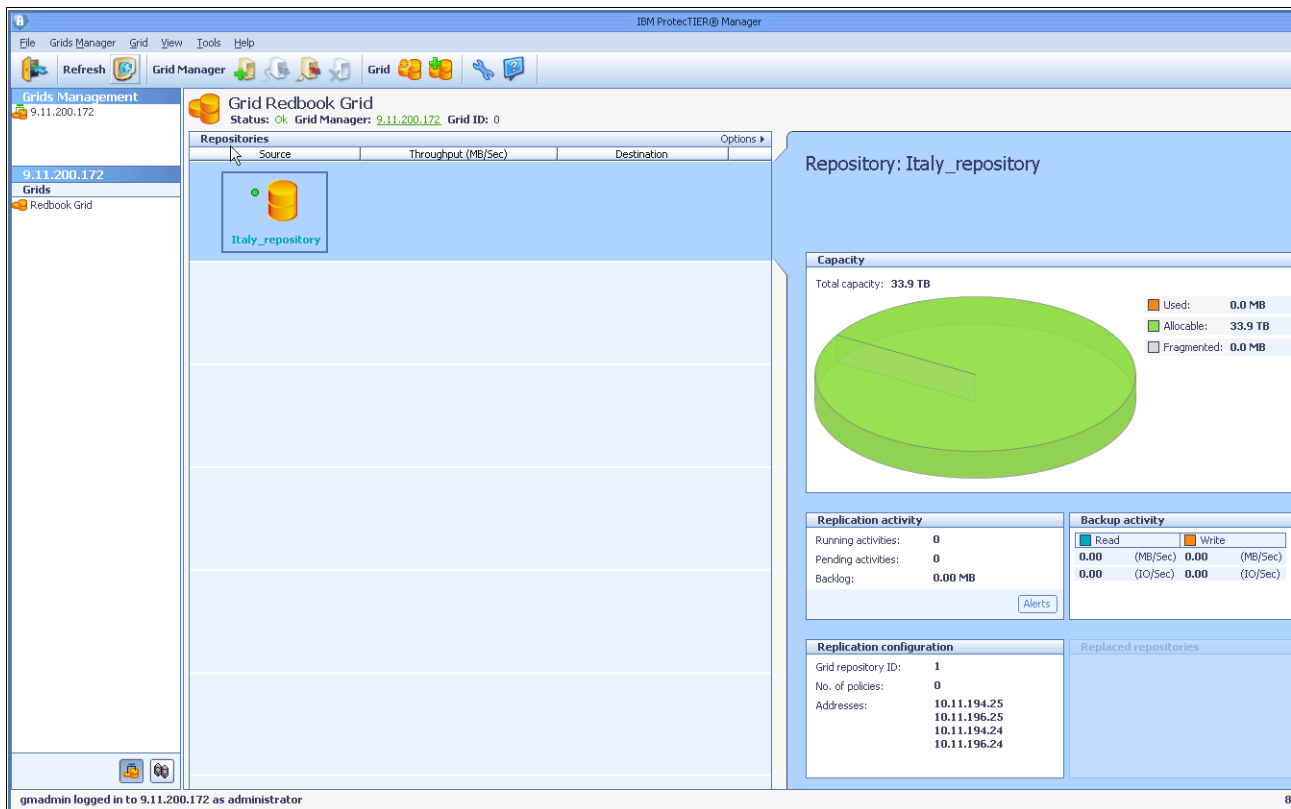 IBM ProtecTIER® Manager
File Grids Manager Grid View Tools Help
Refresh Grid Manager Grid
Grids Management
9.11.200.172
9.11.200.172
Grids
Redbook Grid
Grid Redbook Grid
Status: Ok Grid Manager: 9.11.200.172 Grid ID: 0
Repositories Options
Source Throughput (MB/Sec) Destination
Italy_repository
Repository: Italy_repository
Capacity
Total capacity: 33.9 TB
Used: 0.0 MB
Allocable: 33.9 TB
Fragmented: 0.0 MB
Replication activity
Running activities: 0
Pending activities: 0
Backlog: 0.00 MB
Alerts
Backup activity
Read Write
0.00 (MB/Sec) 0.00 (MB/Sec)
0.00 (IO/Sec) 0.00 (IO/Sec)
Replication configuration
Grid repository ID: 1
No. of policies: 0
Addresses: 10.11.194.25
10.11.196.25
10.11.194.24
10.11.196.24
Replaced repositories
gmadmin logged in to 9.11.200.172 as administrator
8